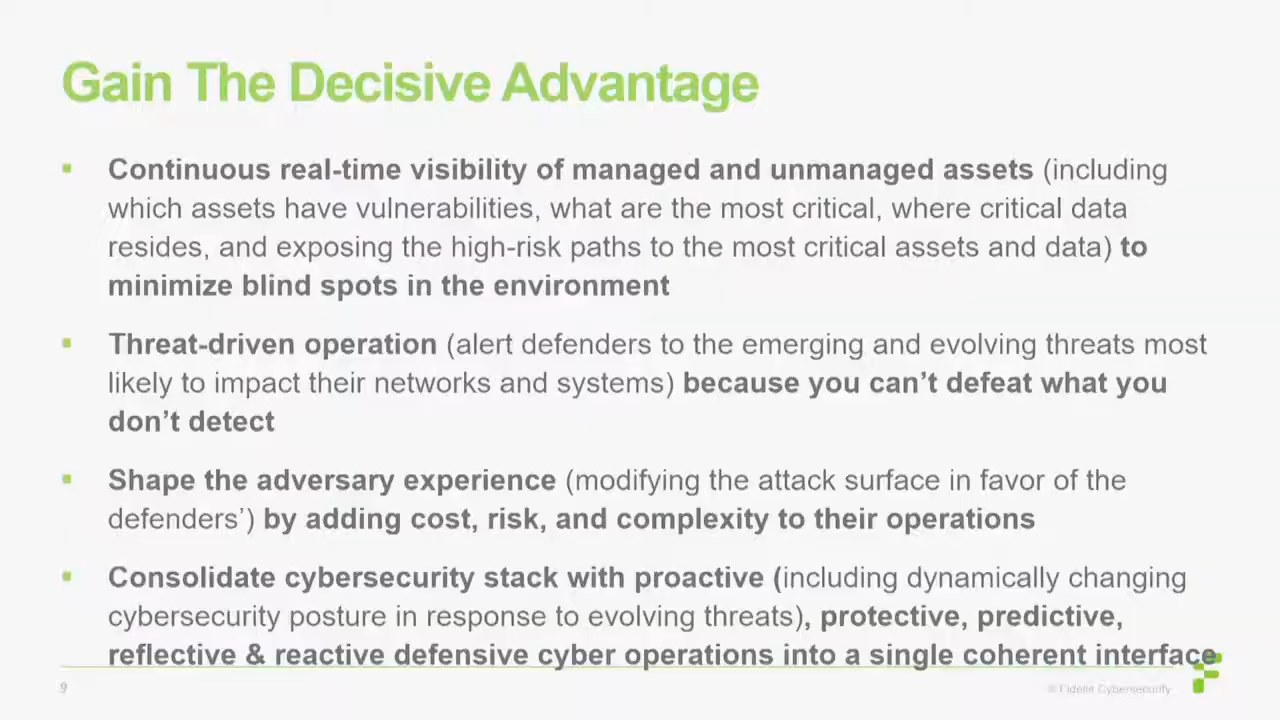 Gain The Decisive Advantage
▪ Continuous real-time visibility of managed and unmanaged assets (including
which assets have vulnerabilities, what are the most critical, where critical data
resides, and exposing the high-risk paths to the most critical assets and data) to
minimize blind spots in the environment
▪ Threat-driven operation (alert defenders to the emerging and evolving threats most
likely to impact their networks and systems) because you can’t defeat what you
don’t detect
▪ Shape the adversary experience (modifying the attack surface in favor of the
defenders’) by adding cost, risk, and complexity to their operations
▪ Consolidate cybersecurity stack with proactive (including dynamically changing
cybersecurity posture in response to evolving threats), protective, predictive,
reflective & reactive defensive cyber operations into a single coherent interface
9
© Fidelis Cybersecurity